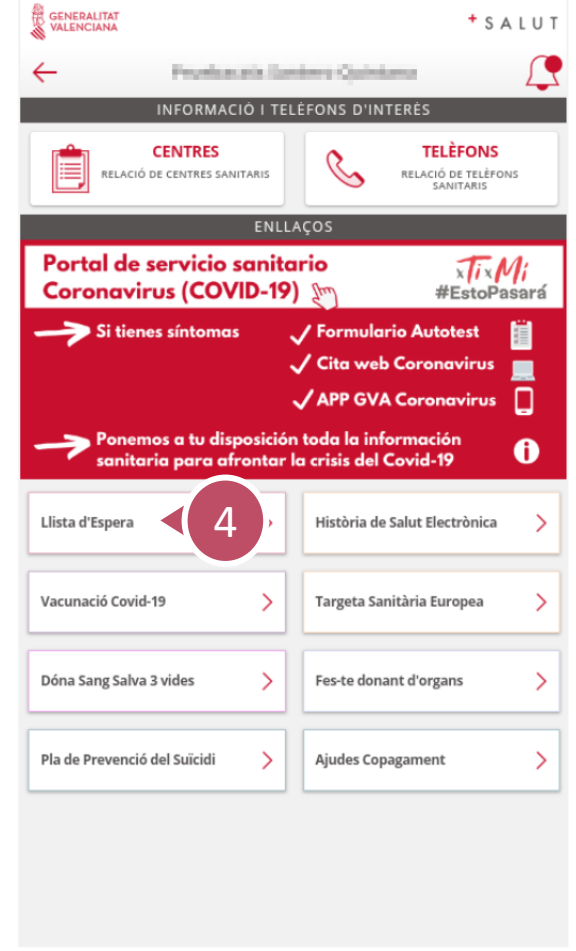 GENERALITAT
VALENCIANA
+ SALUT
INFORMACIÓ I TELÈFONS D'INTERÉS
CENTRES
RELACIÓ DE CENTRES SANITARIS
TELÈFONS
RELACIÓ DE TELÈFONS
SANITARIS
ENLLAÇOS
Portal de servicio sanitario
Coronavirus (COVID-19)
xTixMi
#EstoPasará
Si tienes síntomas
Formulario Autotest
Cita web Coronavirus
APP GVA Coronavirus
Ponemos a tu disposición toda la información
sanitaria para afrontar la crisis del Covid-19
Llista d'Espera
4
Història de Salut Electrònica
Vacunació Covid-19
Targeta Sanitària Europea
Dóna Sang Salva 3 vides
Fes-te donant d'organs
Pla de Prevenció del Suïcidi
Ajudes Copagament